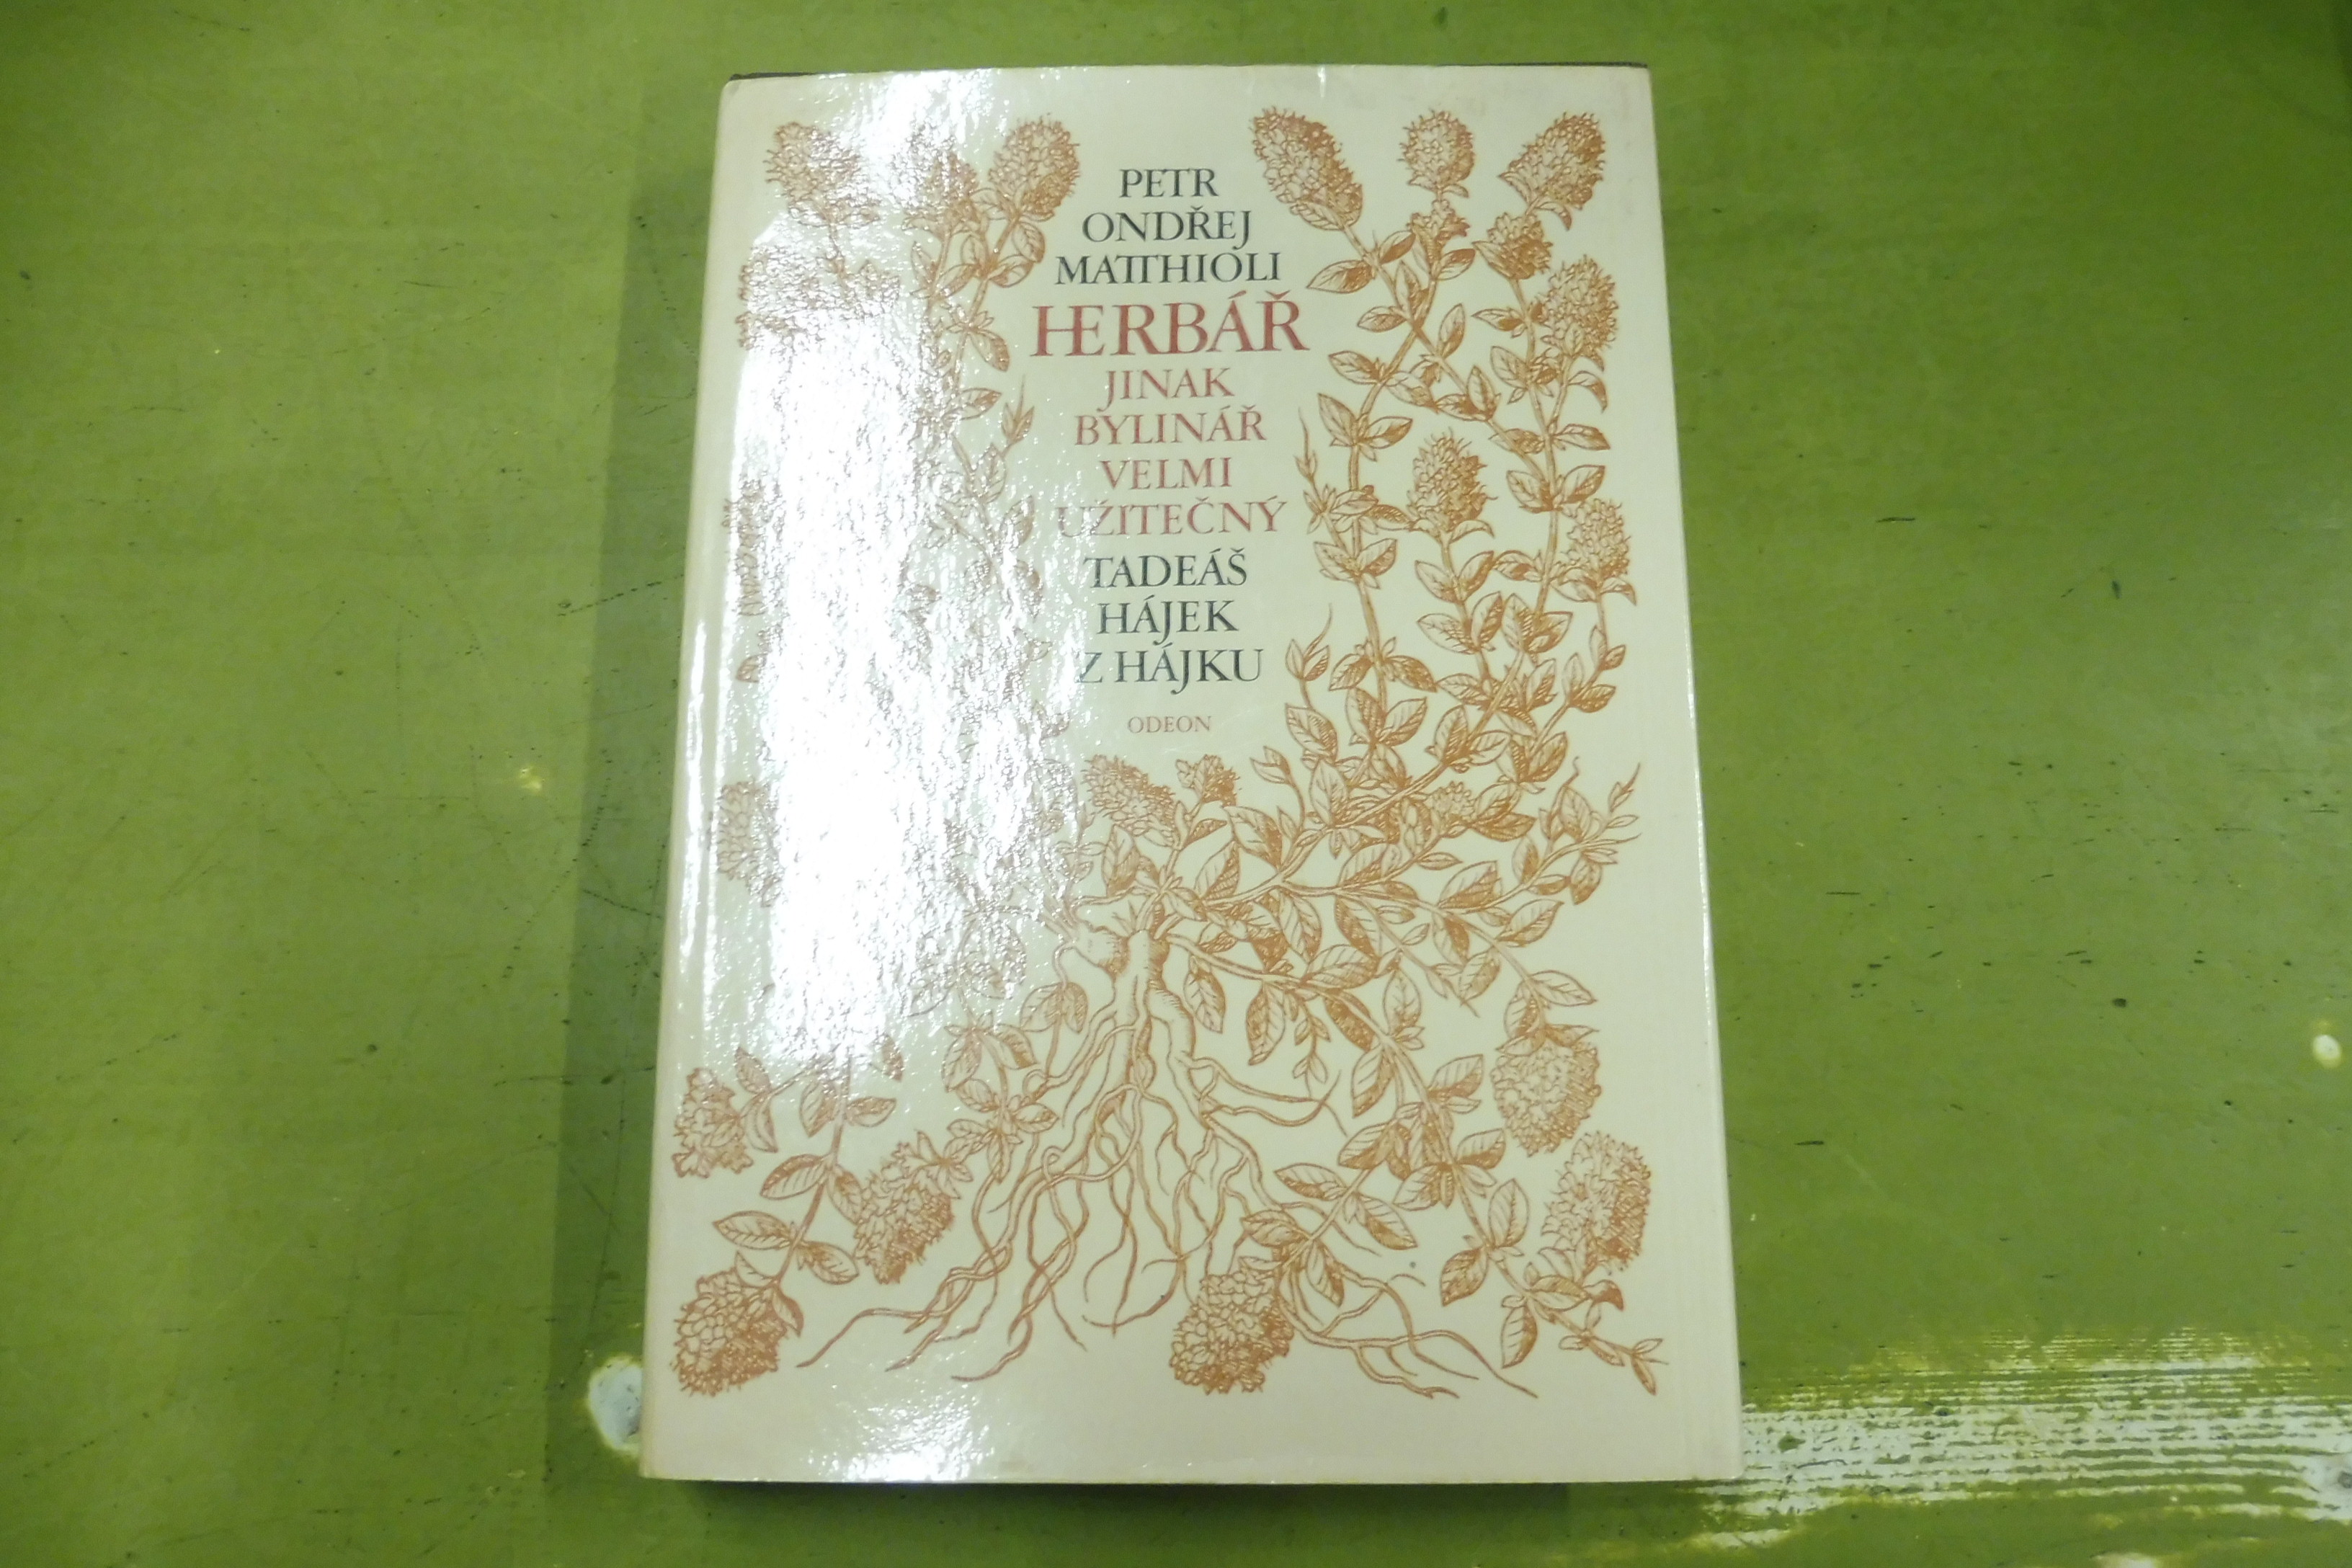 PETR
ONDŘEJ
MATTHIOLI
HERBÁŘ
JINAK
BYLINÁŘ
VELMI
UŽITEČNÝ
TADEÁŠ
HÁJEK
Z HÁJKU
ODEON